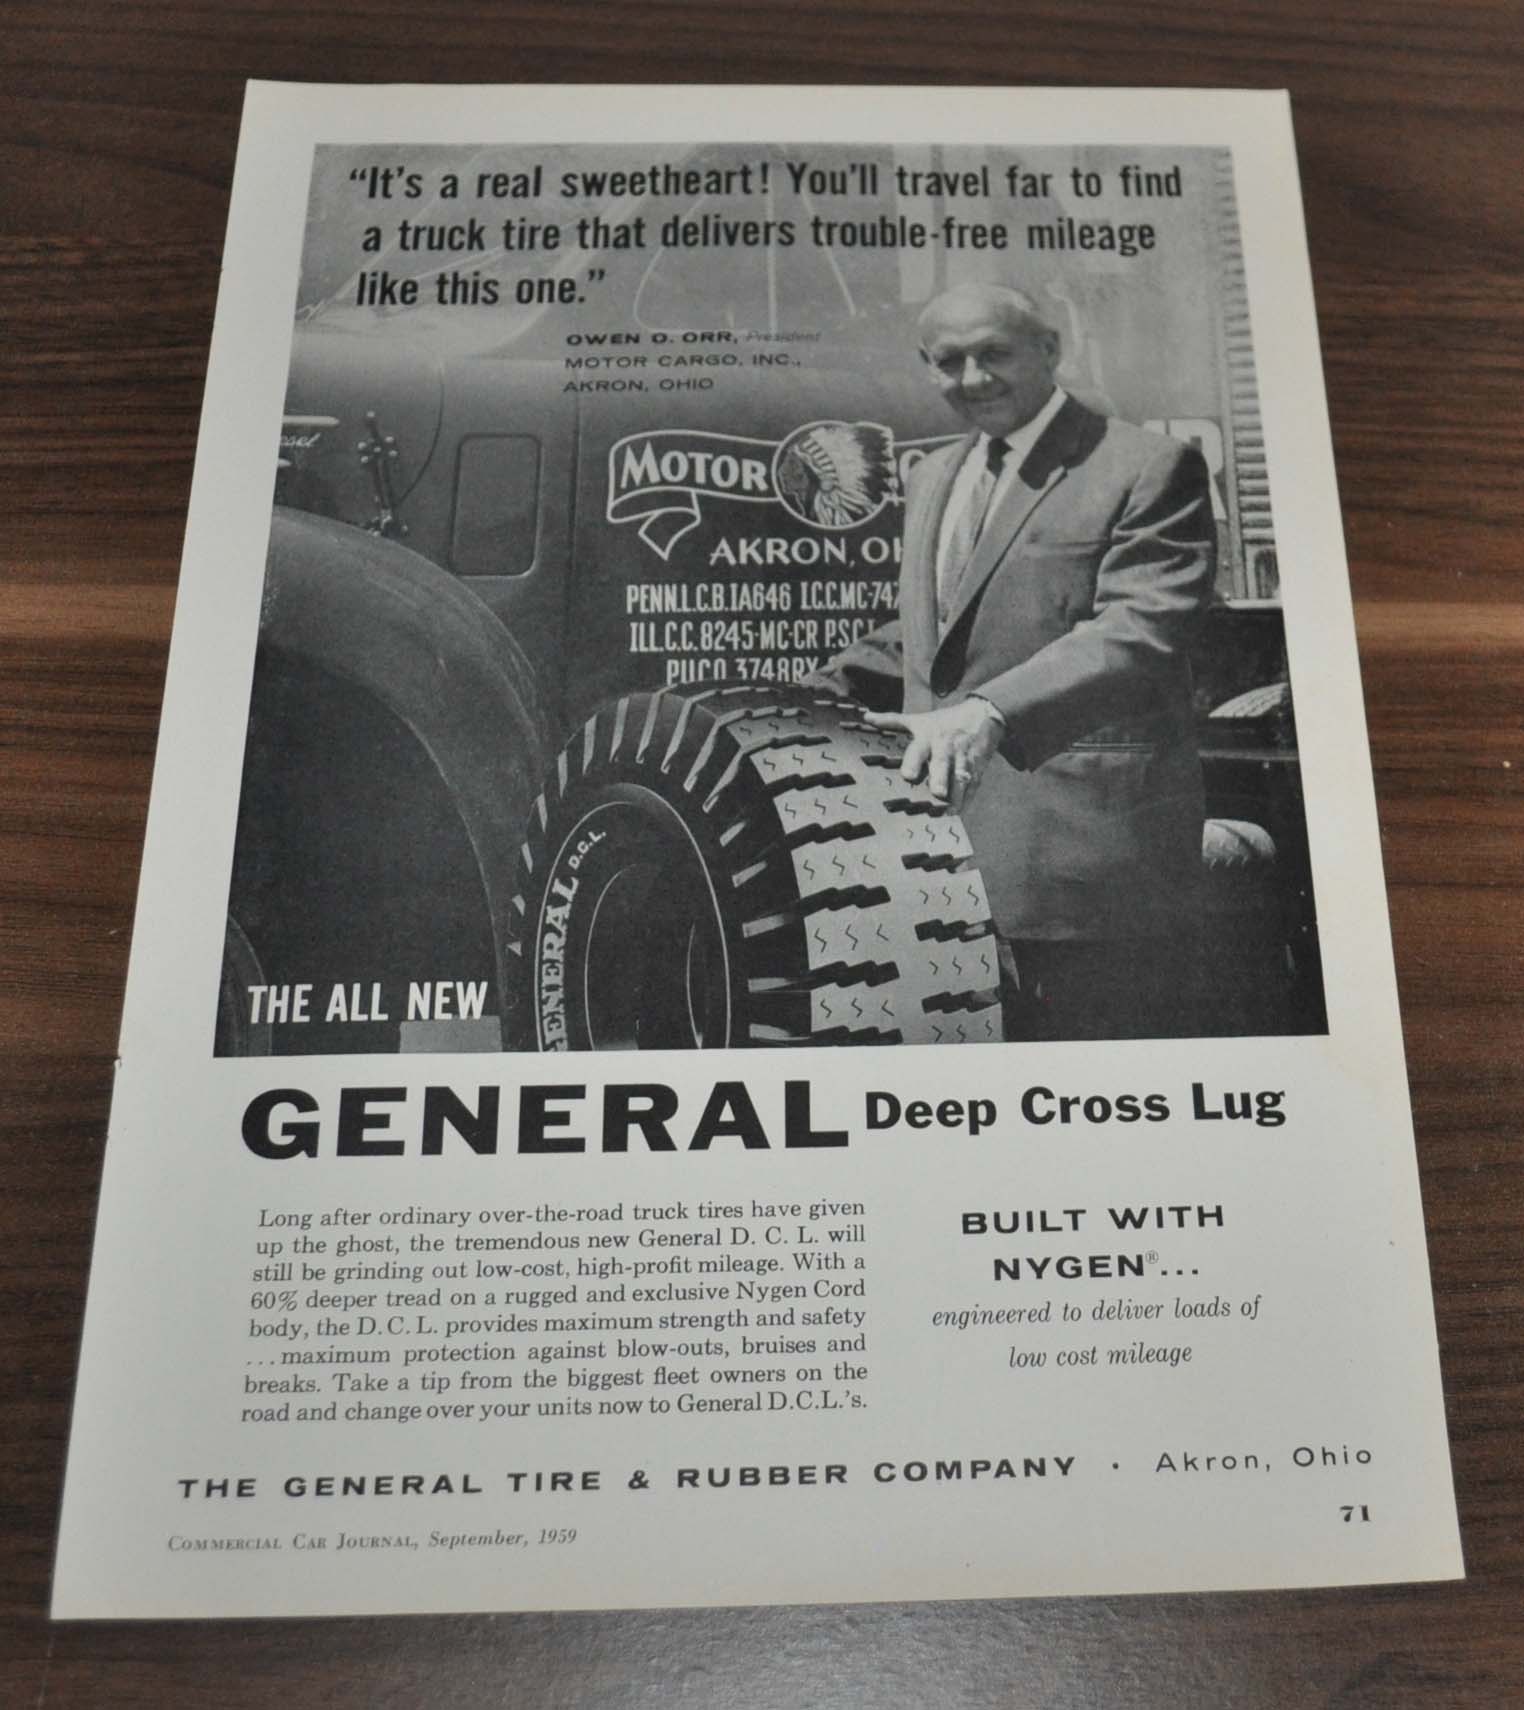 “It's a real sweetheart! You'll travel far to find
a truck tire that delivers trouble-free mileage
like this one.”
OWEN D. ORR, President
MOTOR CARGO, INC.,
AKRON, OHIO
MOTOR
AKRON, OH
PENN.L.C.B.IA646 I.C.C.MC-747
ILL.C.C.8245-MC-CR P.S.C.I.
PUCO 3748RX
GENERAL D.C.L.
THE ALL NEW
GENERAL Deep Cross Lug
Long after ordinary over-the-road truck tires have given
up the ghost, the tremendous new General D. C. L. will
still be grinding out low-cost, high-profit mileage. With a
60% deeper tread on a rugged and exclusive Nygen Cord
body, the D. C. L. provides maximum strength and safety
...maximum protection against blow-outs, bruises and
breaks. Take a tip from the biggest fleet owners on the
road and change over your units now to General D.C.L.'s.
BUILT WITH
NYGEN®...
engineered to deliver loads of
low cost mileage
THE GENERAL TIRE & RUBBER COMPANY • Akron, Ohio
COMMERCIAL CAR JOURNAL, September, 1959
71